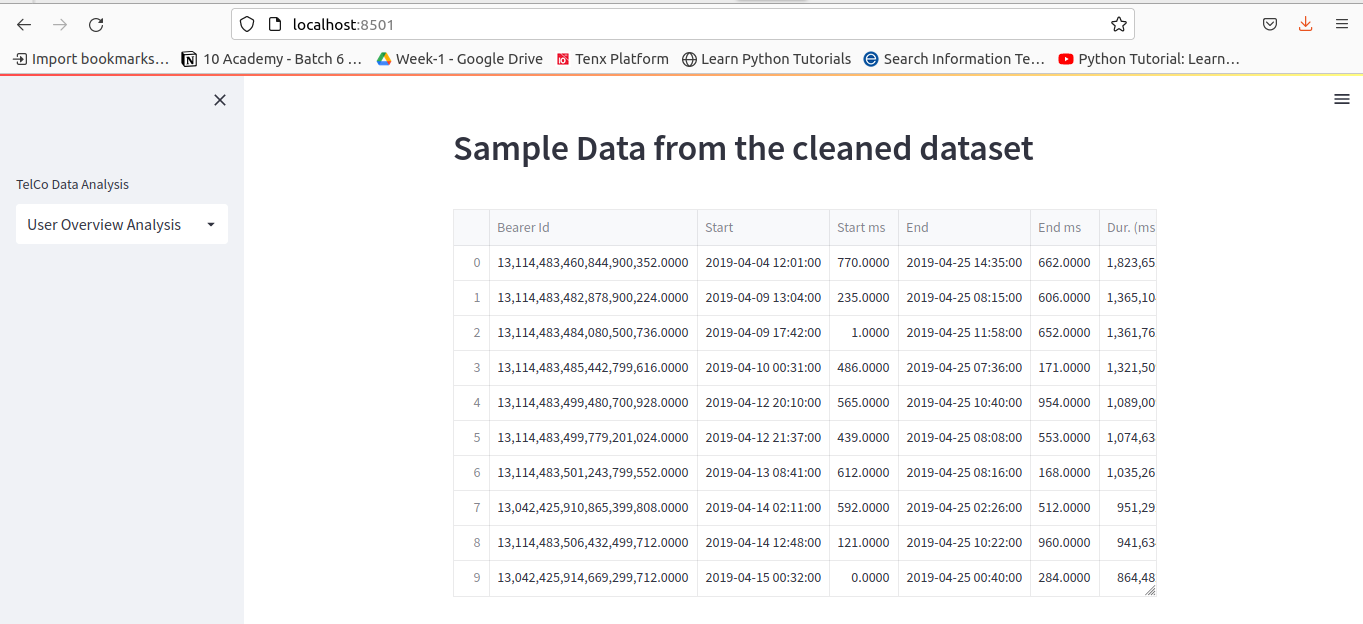 localhost:8501
Import bookmarks... 10 Academy - Batch 6 ... Week-1 - Google Drive Tenx Platform Learn Python Tutorials Search Information Te... Python Tutorial: Learn...
Sample Data from the cleaned dataset
TelCo Data Analysis
User Overview Analysis
Bearer Id Start Start ms End End ms Dur. (ms
0 13,114,483,460,844,900,352.0000 2019-04-04 12:01:00 770.0000 2019-04-25 14:35:00 662.0000 1,823,65
1 13,114,483,482,878,900,224.0000 2019-04-09 13:04:00 235.0000 2019-04-25 08:15:00 606.0000 1,365,10
2 13,114,483,484,080,500,736.0000 2019-04-09 17:42:00 1.0000 2019-04-25 11:58:00 652.0000 1,361,76
3 13,114,483,485,442,799,616.0000 2019-04-10 00:31:00 486.0000 2019-04-25 07:36:00 171.0000 1,321,50
4 13,114,483,499,480,700,928.0000 2019-04-12 20:10:00 565.0000 2019-04-25 10:40:00 954.0000 1,089,00
5 13,114,483,499,779,201,024.0000 2019-04-12 21:37:00 439.0000 2019-04-25 08:08:00 553.0000 1,074,63
6 13,114,483,501,243,799,552.0000 2019-04-13 08:41:00 612.0000 2019-04-25 08:16:00 168.0000 1,035,26
7 13,042,425,910,865,399,808.0000 2019-04-14 02:11:00 592.0000 2019-04-25 02:26:00 512.0000 951,29
8 13,114,483,506,432,499,712.0000 2019-04-14 12:48:00 121.0000 2019-04-25 10:22:00 960.0000 941,63
9 13,042,425,914,669,299,712.0000 2019-04-15 00:32:00 0.0000 2019-04-25 00:40:00 284.0000 864,48